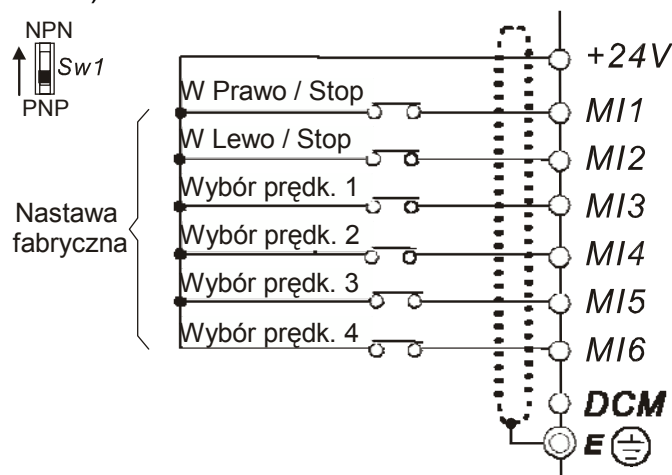 NPN
Sw1
PNP
+24V
W Prawo / Stop
MI1
W Lewo / Stop
MI2
Wybór prędk. 1
MI3
Nastawa
fabryczna
Wybór prędk. 2
MI4
Wybór prędk. 3
MI5
Wybór prędk. 4
MI6
DCM
E